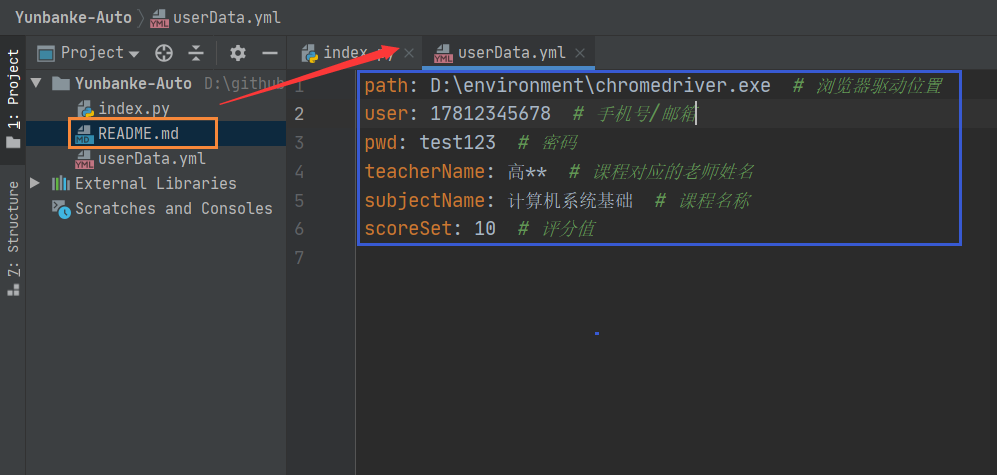 Yunbanke-Auto userData.yml
Project
index.py
userData.yml
1: Project
Yunbanke-Auto D:\github
index.py
README.md
userData.yml
External Libraries
Scratches and Consoles
7: Structure
1 path: D:\environment\chromedriver.exe # 浏览器驱动位置
2 user: 17812345678 # 手机号/邮箱
3 pwd: test123 # 密码
4 teacherName: 高** # 课程对应的老师姓名
5 subjectName: 计算机系统基础 # 课程名称
6 scoreSet: 10 # 评分值
7